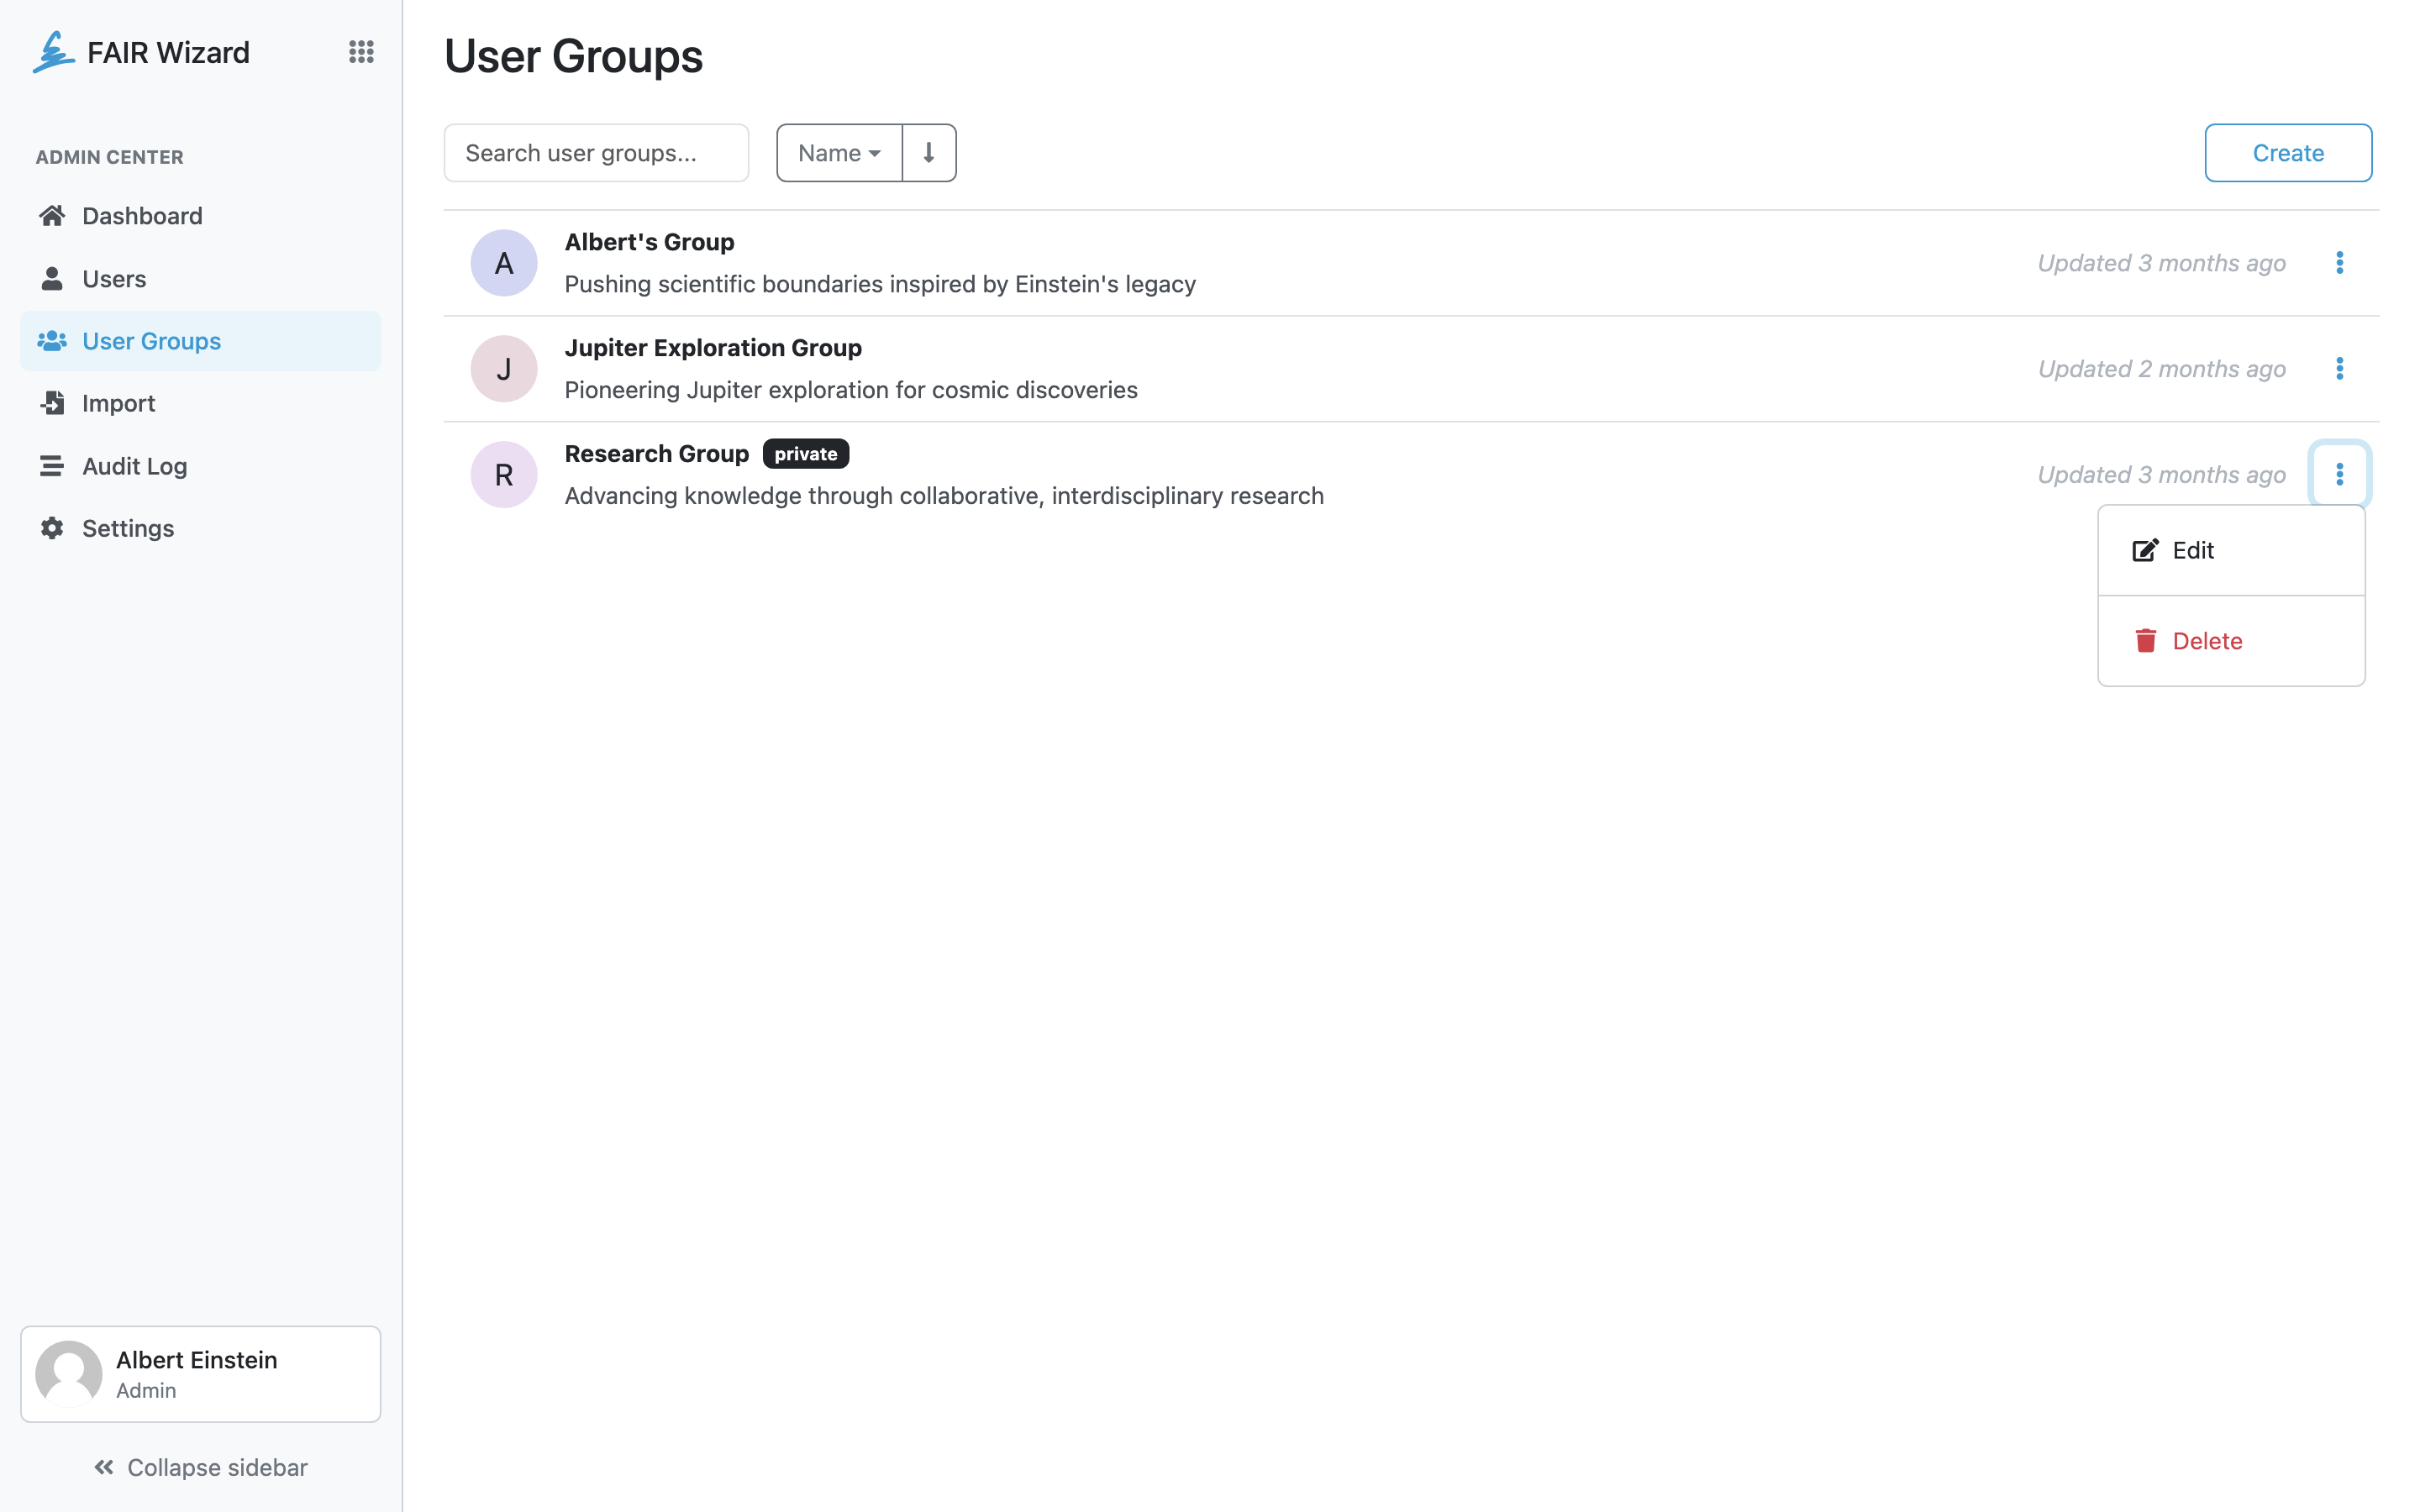 FAIR Wizard
ADMIN CENTER
Dashboard
Users
User Groups
Import
Audit Log
Settings
Albert Einstein
Admin
Collapse sidebar
User Groups
Search user groups...
Name
Create
A
Albert's Group
Pushing scientific boundaries inspired by Einstein's legacy
Updated 3 months ago
J
Jupiter Exploration Group
Pioneering Jupiter exploration for cosmic discoveries
Updated 2 months ago
R
Research Group private
Advancing knowledge through collaborative, interdisciplinary research
Updated 3 months ago
Edit
Delete